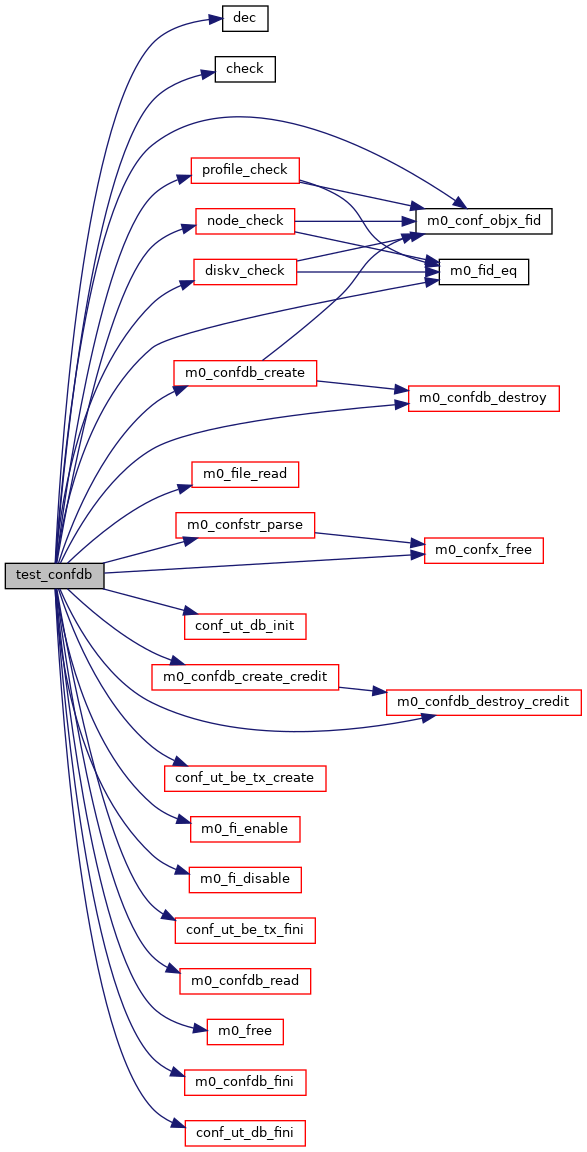 dec
check
profile_check
node_check
m0_conf_objx_fid
diskv_check
m0_fid_eq
m0_confdb_create
m0_confdb_destroy
m0_file_read
m0_confstr_parse
m0_confx_free
test_confdb
conf_ut_db_init
m0_confdb_create_credit
m0_confdb_destroy_credit
conf_ut_be_tx_create
m0_fi_enable
m0_fi_disable
conf_ut_be_tx_fini
m0_confdb_read
m0_free
m0_confdb_fini
conf_ut_db_fini